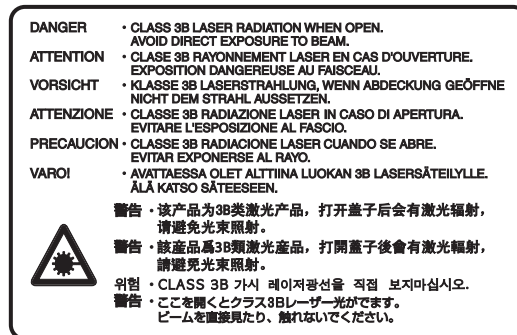 DANGER · CLASS 3B LASER RADIATION WHEN OPEN.
AVOID DIRECT EXPOSURE TO BEAM.
ATTENTION · CLASE 3B RAYONNEMENT LASER EN CAS D'OUVERTURE.
EXPOSITION DANGEREUSE AU FAISCEAU.
VORSICHT · KLASSE 3B LASERSTRAHLUNG, WENN ABDECKUNG GEÖFFNE
NICHT DEM STRAHL AUSSETZEN.
ATTENZIONE · CLASSE 3B RADIAZIONE LASER IN CASO DI APERTURA.
EVITARE L'ESPOSIZIONE AL FASCIO.
PRECAUCION · CLASSE 3B RADIACIONE LASER CUANDO SE ABRE.
EVITAR EXPONERSE AL RAYO.
VARO! · AVATTAESSA OLET ALTTIINA LUOKAN 3B LASERSÄTEILYLLE.
ÄLÄ KATSO SÄTEESEEN.
警告 · 该产品为3B类激光产品，打开盖子后会有激光辐射，
请避免光束照射。
警告 · 該産品爲3B類激光産品，打開蓋子後會有激光輻射，
請避免光束照射。
위험 · CLASS 3B 가시 레이저광선을 직접 보지마십시오.
警告 · ここを開くとクラス3Bレーザー光がでます。
ビームを直接見たり、触れないでください。